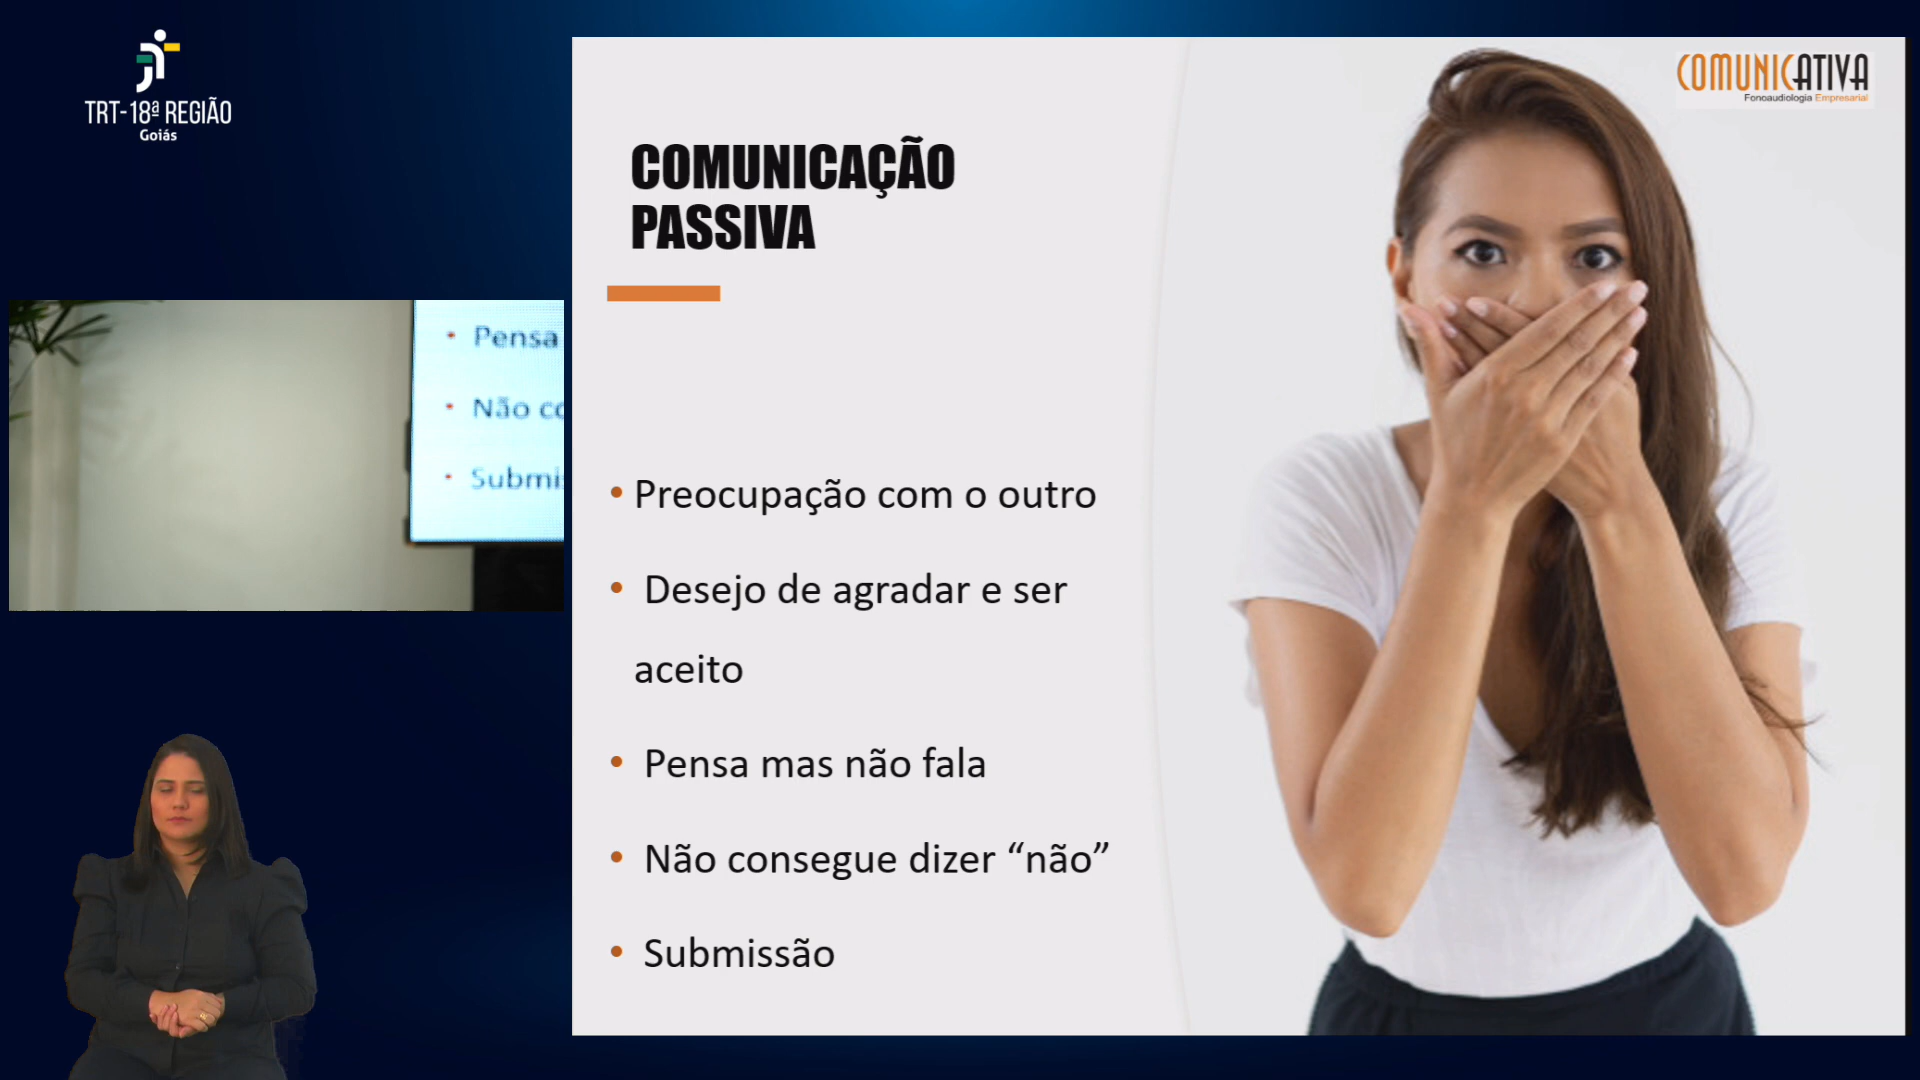 TRT-18ª REGIÃO
Goiás
Pensa
Não
COMUNICATIVA
Fonoaudiologia Empresarial
COMUNICAÇÃO
PASSIVA
• Preocupação com o outro
• Desejo de agradar e ser
aceito
• Pensa mas não fala
• Não consegue dizer “não”
• Submissão